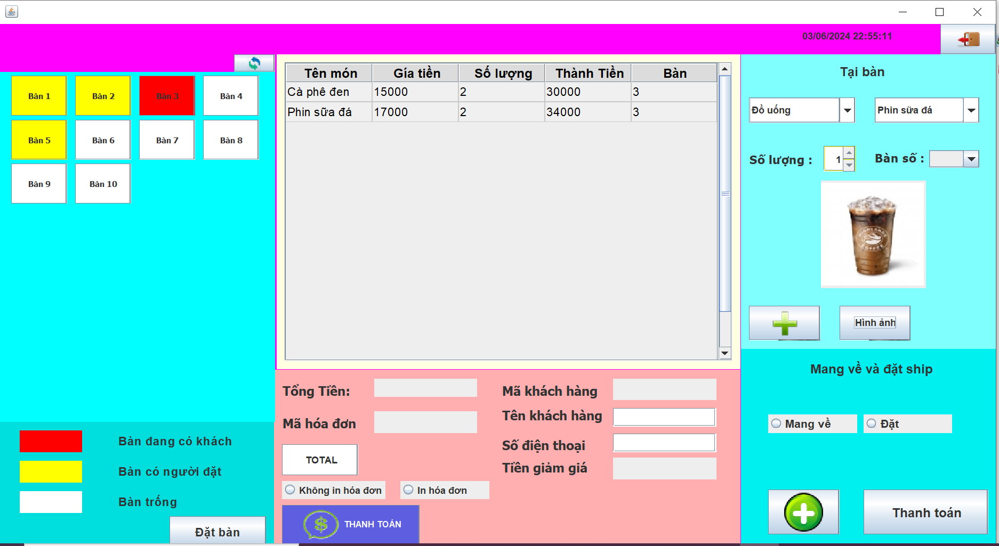 03/06/2024 22:55:11
Bàn 1 Bàn 2 Bàn 3 Bàn 4
Bàn 5 Bàn 6 Bàn 7 Bàn 8
Bàn 9 Bàn 10
Bàn đang có khách
Bàn có người đặt
Bàn trống
Đặt bàn
Tên món Gía tiền Số lượng Thành Tiền Bàn
Cà phê đen 15000 2 30000 3
Phin sữa đá 17000 2 34000 3
Tổng Tiền:
Mã hóa đơn
TOTAL
Không in hóa đơn In hóa đơn
THANH TOÁN
Mã khách hàng
Tên khách hàng
Số điện thoại
Tiền giảm giá
Tại bàn
Đồ uống Phin sữa đá
Số lượng : 1 Bàn số :
HIGHLANDS
COFFEE
Hình ảnh
Mang về và đặt ship
Mang về Đặt
Thanh toán